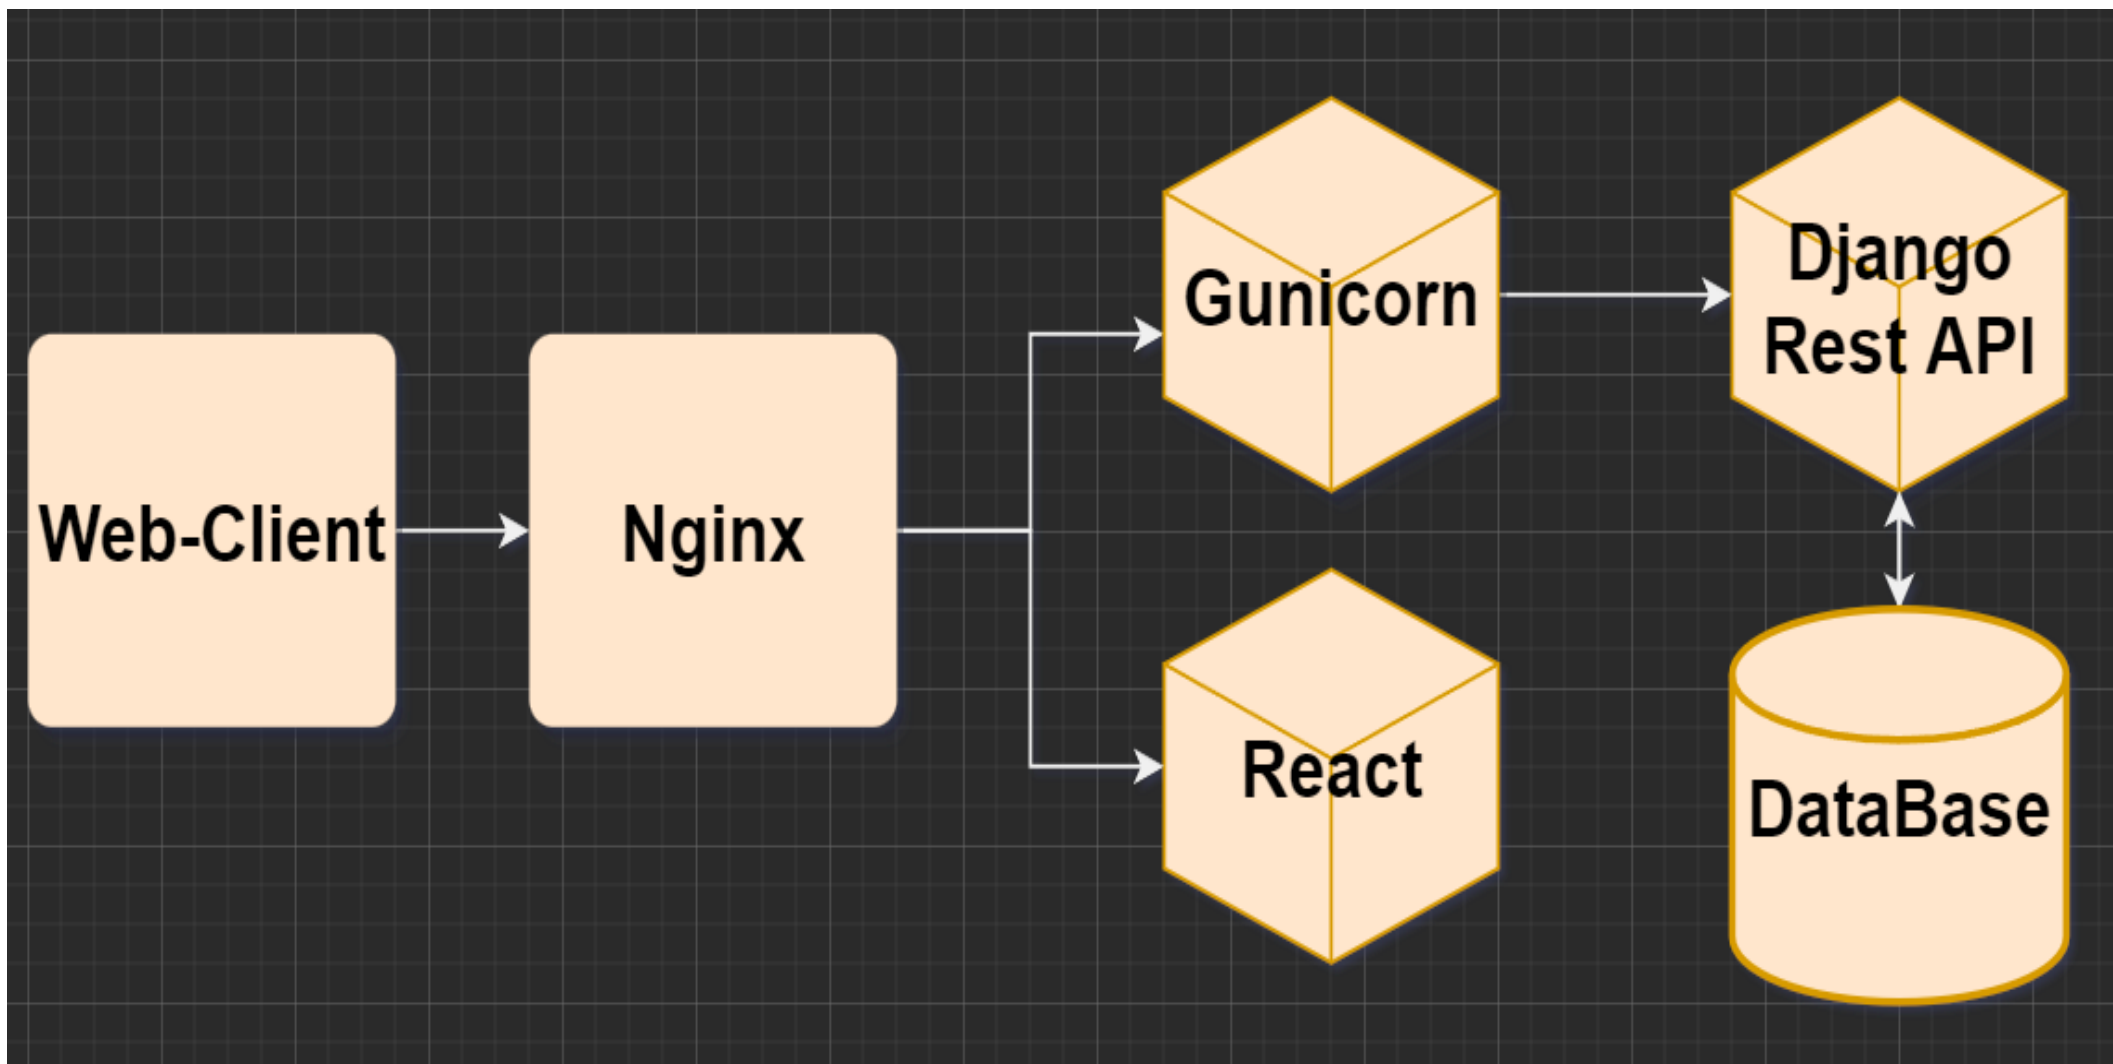 Web-Client
Nginx
Gunicorn
Django
Rest API
React
DataBase